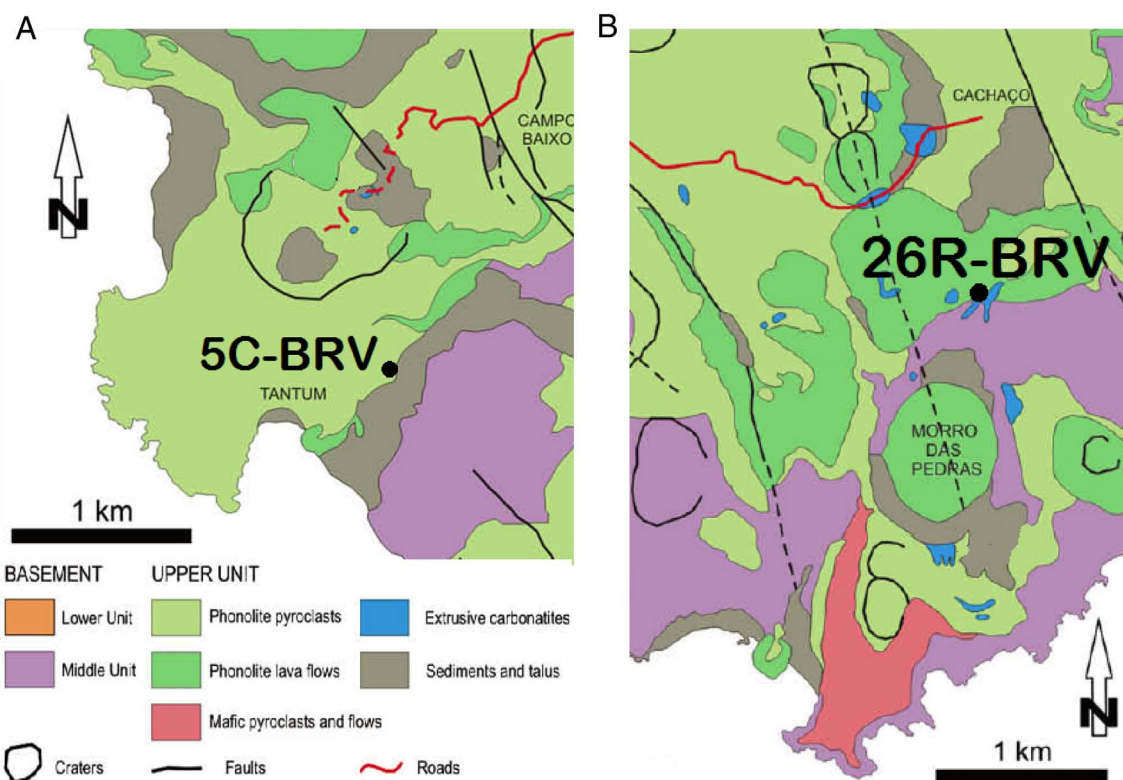 A
B
CAMPO
BAIXO
CACHAÇO
N
26R-BRV
5C-BRV
TANTUM
MORRO
DAS
PEDRAS
1 km
BASEMENT
UPPER UNIT
Lower Unit
Phonolite pyroclasts
Extrusive carbonatites
Middle Unit
Phonolite lava flows
Sediments and talus
Mafic pyroclasts and flows
N
Craters
Faults
Roads
1 km